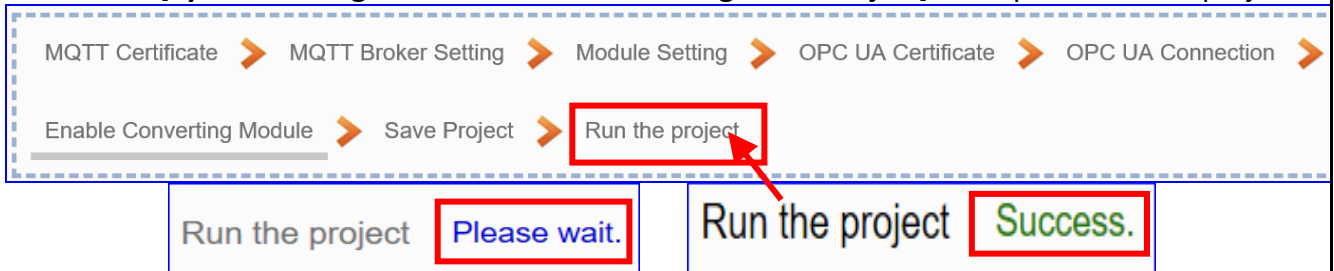 MQTT Certificate MQTT Broker Setting Module Setting OPC UA Certificate OPC UA Connection
Enable Converting Module Save Project Run the project
Run the project Please wait.
Run the project Success.